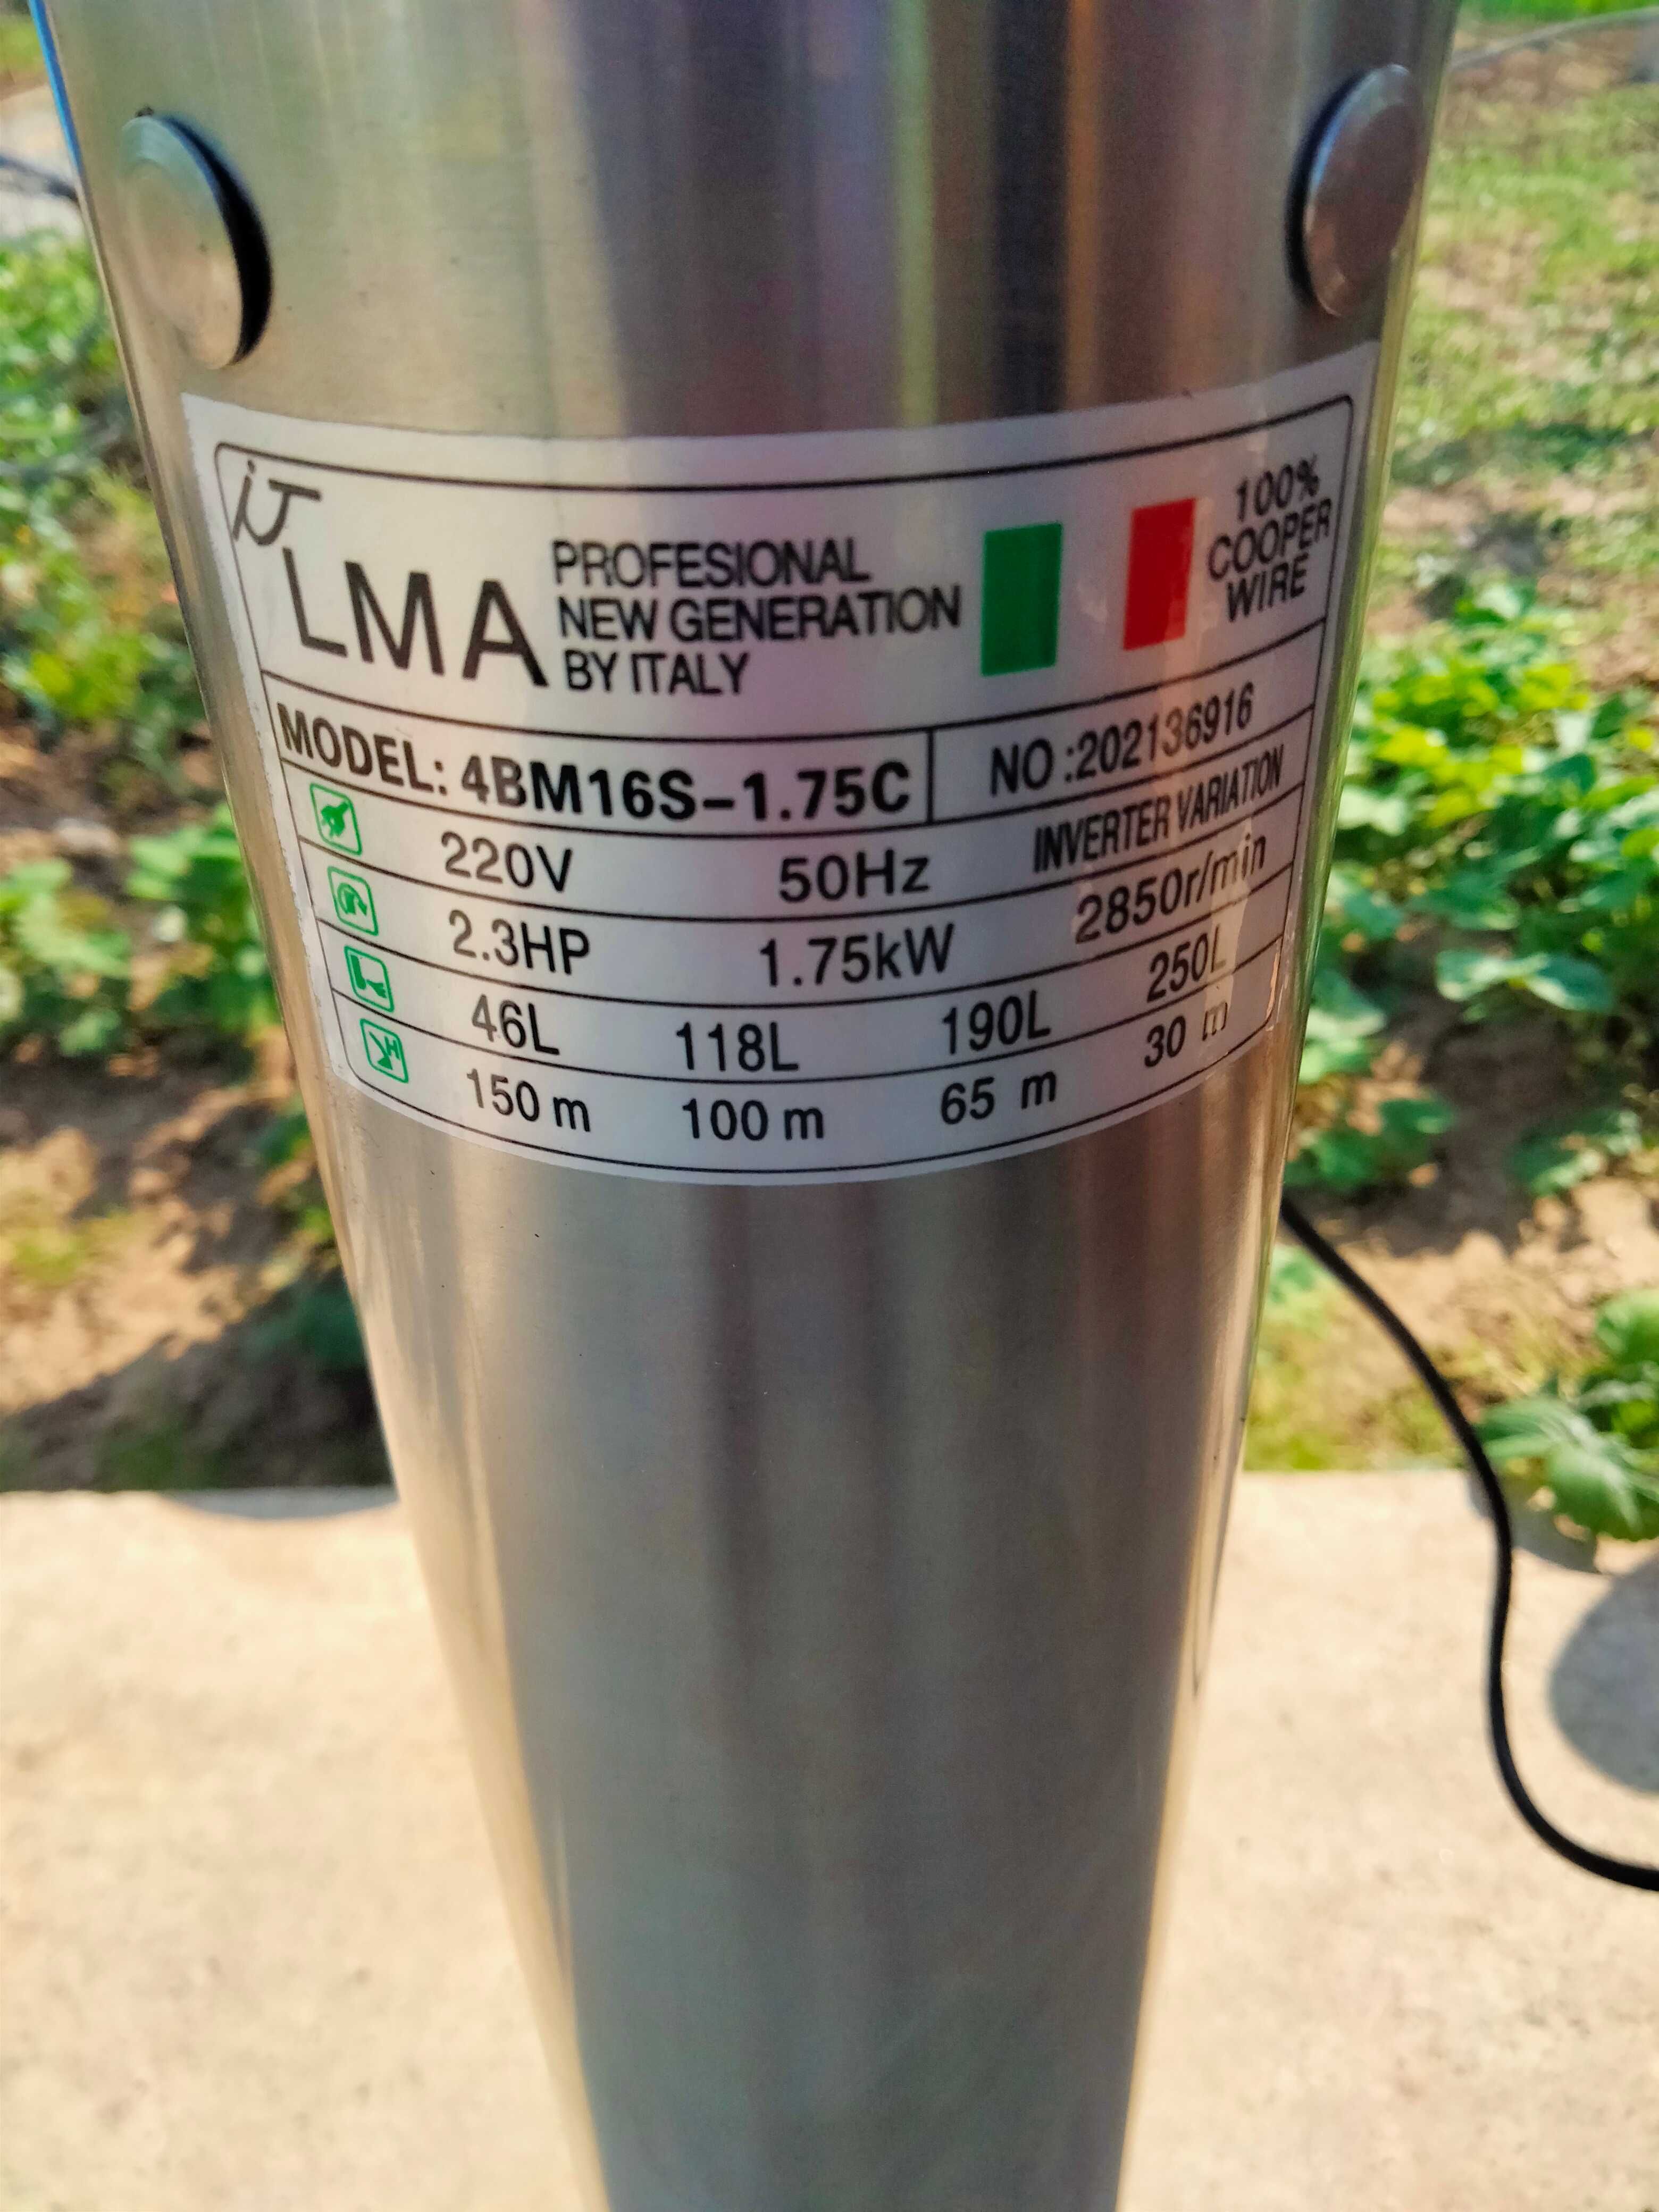 iT
LMA
PROFESIONAL
NEW GENERATION
BY ITALY
100%
COOPER
WIRE
MODEL: 4BM16S-1.75C NO:202136916
220V 50Hz INVERTER VARIATION
2.3HP 1.75kW 2850r/min
46L 118L 190L 250L
H 150 m 100 m 65 m 30 m